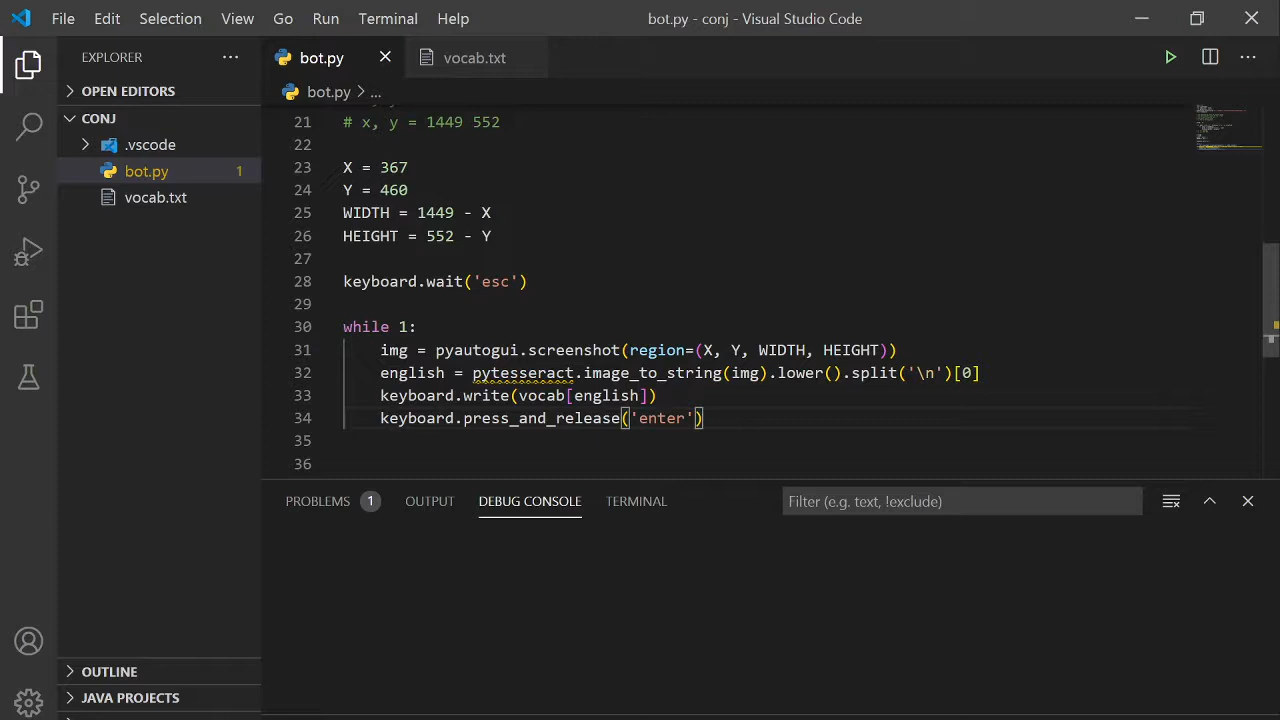 File Edit Selection View Go Run Terminal Help bot.py - conj - Visual Studio Code
EXPLORER
OPEN EDITORS
CONJ
.vscode
bot.py 1
vocab.txt
OUTLINE
JAVA PROJECTS
bot.py vocab.txt
bot.py > ...
21 # x, y = 1449 552
22
23 X = 367
24 Y = 460
25 WIDTH = 1449 - X
26 HEIGHT = 552 - Y
27
28 keyboard.wait('esc')
29
30 while 1:
31 img = pyautogui.screenshot(region=(X, Y, WIDTH, HEIGHT))
32 english = pytesseract.image_to_string(img).lower().split('\n')[0]
33 keyboard.write(vocab[english])
34 keyboard.press_and_release('enter')
35
36
PROBLEMS 1 OUTPUT DEBUG CONSOLE TERMINAL Filter (e.g. text, !exclude)